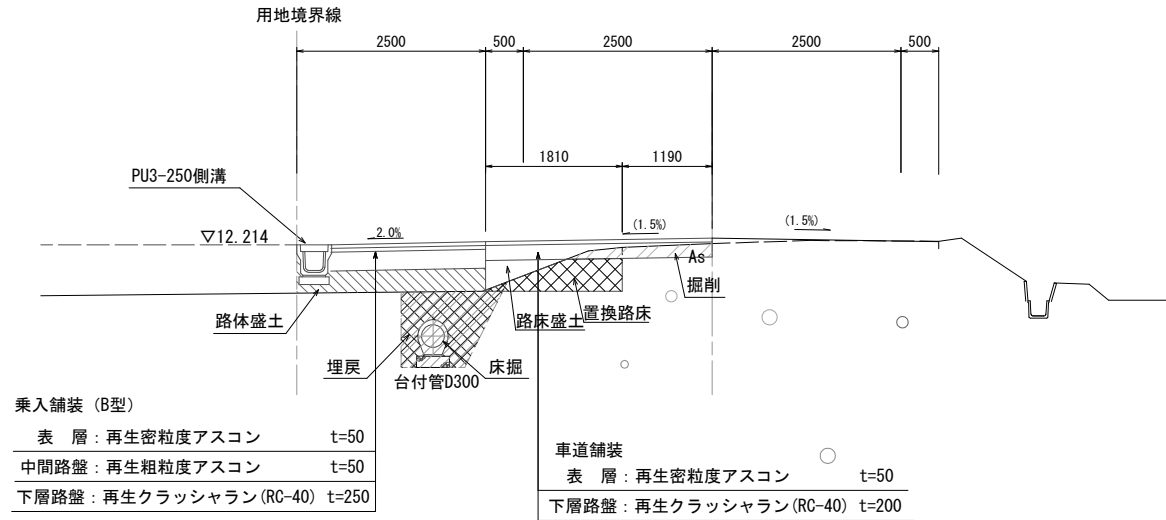 用地境界線
2500 500 2500 2500 500
1810 1190
PU3-250側溝
▽12.214
2.0%
(1.5%)
(1.5%)
As
掘削
置換路床
路床盛土
路体盛土
埋戻
床掘
台付管D300
乗入舗装 (B型)
表 層：再生密粒度アスコン t=50
中間路盤：再生粗粒度アスコン t=50
下層路盤：再生クラッシャラン(RC-40) t=250
車道舗装
表 層：再生密粒度アスコン t=50
下層路盤：再生クラッシャラン(RC-40) t=200